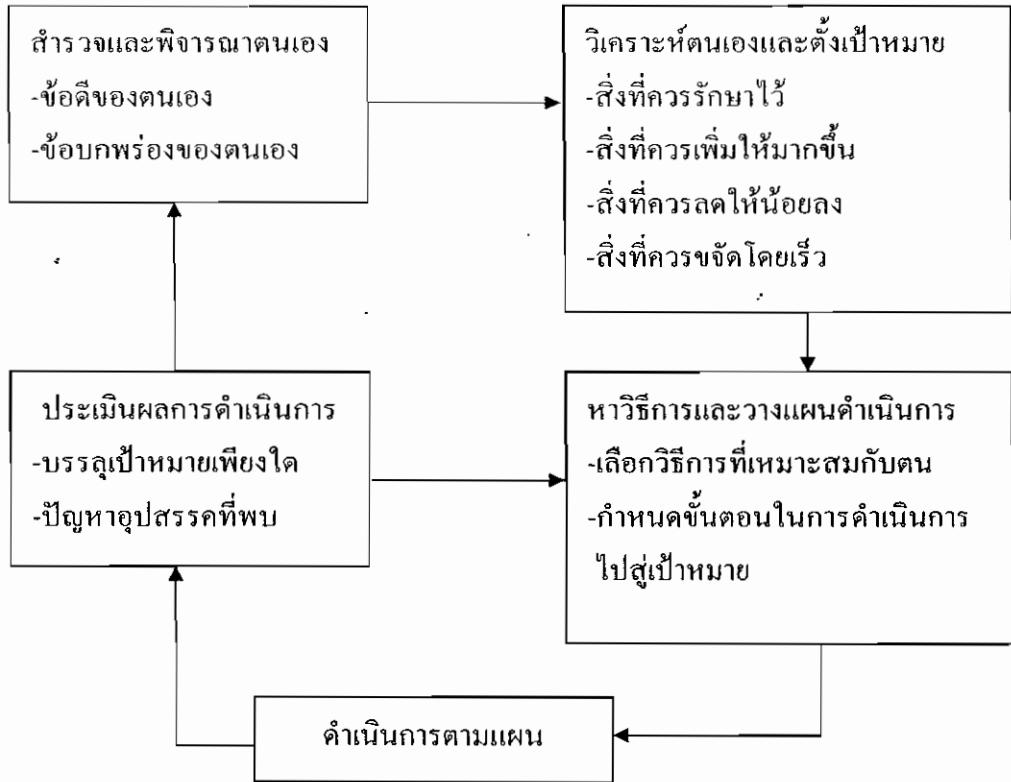 สำรวจและพิจารณาตนเอง
-ข้อดีของตนเอง
-ข้อบกพร่องของตนเอง
วิเคราะห์ตนเองและตั้งเป้าหมาย
-สิ่งที่ควรรักษาไว้
-สิ่งที่ควรเพิ่มให้มากขึ้น
-สิ่งที่ควรลดให้น้อยลง
-สิ่งที่ควรขจัดโดยเร็ว
หาวิธีการและวางแผนดำเนินการ
-เลือกวิธีการที่เหมาะสมกับตน
-กำหนดขั้นตอนในการดำเนินการ
ไปสู่เป้าหมาย
ดำเนินการตามแผน
ประเมินผลการดำเนินการ
-บรรลุเป้าหมายเพียงใด
-ปัญหาอุปสรรคที่พบ